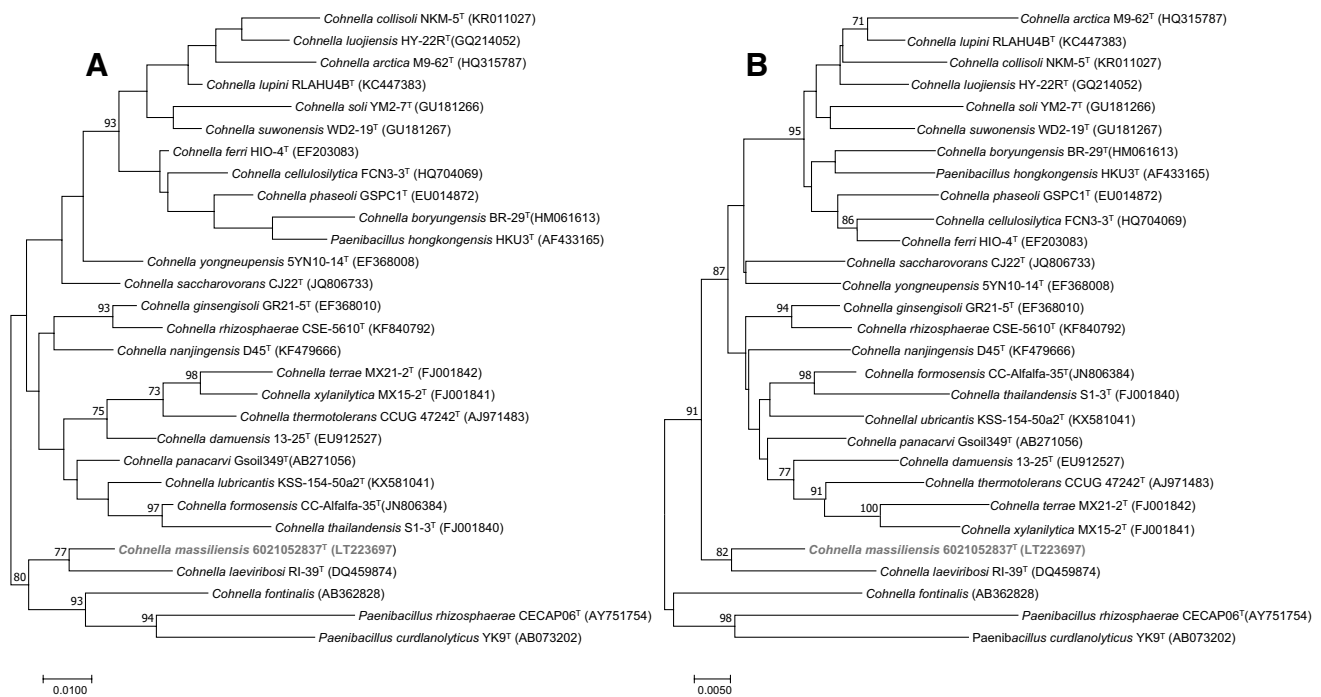 A
Cohnella collisoli NKM-5ᵀ (KR011027)
Cohnella luojiensis HY-22Rᵀ(GQ214052)
Cohnella arctica M9-62ᵀ (HQ315787)
Cohnella lupini RLAHU4Bᵀ (KC447383)
Cohnella soli YM2-7ᵀ (GU181266)
Cohnella suwonensis WD2-19ᵀ (GU181267)
93
Cohnella ferri HIO-4ᵀ (EF203083)
Cohnella cellulosilytica FCN3-3ᵀ (HQ704069)
Cohnella phaseoli GSPC1ᵀ (EU014872)
Cohnella boryungensis BR-29ᵀ(HM061613)
Paenibacillus hongkongensis HKU3ᵀ (AF433165)
Cohnella yongneupensis 5YN10-14ᵀ (EF368008)
Cohnella saccharovorans CJ22ᵀ (JQ806733)
93
Cohnella ginsengisoli GR21-5ᵀ (EF368010)
Cohnella rhizosphaerae CSE-5610ᵀ (KF840792)
Cohnella nanjingensis D45ᵀ (KF479666)
98
Cohnella terrae MX21-2ᵀ (FJ001842)
73
Cohnella xylanilytica MX15-2ᵀ (FJ001841)
75
Cohnella thermotolerans CCUG 47242ᵀ (AJ971483)
Cohnella damuensis 13-25ᵀ (EU912527)
Cohnella panacarvi Gsoil349ᵀ(AB271056)
Cohnella lubricantis KSS-154-50a2ᵀ (KX581041)
97
Cohnella formosensis CC-Alfalfa-35ᵀ(JN806384)
Cohnella thailandensis S1-3ᵀ (FJ001840)
77
Cohnella massiliensis 6021052837ᵀ (LT223697)
80
Cohnella laeviribosi RI-39ᵀ (DQ459874)
93
Cohnella fontinalis (AB362828)
94
Paenibacillus rhizosphaerae CECAP06ᵀ (AY751754)
Paenibacillus curdlanolyticus YK9ᵀ (AB073202)
0.0100
B
71
Cohnella arctica M9-62ᵀ (HQ315787)
Cohnella lupini RLAHU4Bᵀ (KC447383)
Cohnella collisoli NKM-5ᵀ (KR011027)
Cohnella luojiensis HY-22Rᵀ (GQ214052)
Cohnella soli YM2-7ᵀ (GU181266)
Cohnella suwonensis WD2-19ᵀ (GU181267)
95
Cohnella boryungensis BR-29ᵀ(HM061613)
Paenibacillus hongkongensis HKU3ᵀ (AF433165)
Cohnella phaseoli GSPC1ᵀ (EU014872)
86
Cohnella cellulosilytica FCN3-3ᵀ (HQ704069)
Cohnella ferri HIO-4ᵀ (EF203083)
87
Cohnella saccharovorans CJ22ᵀ (JQ806733)
Cohnella yongneupensis 5YN10-14ᵀ (EF368008)
94
Cohnella ginsengisoli GR21-5ᵀ (EF368010)
Cohnella rhizosphaerae CSE-5610ᵀ (KF840792)
Cohnella nanjingensis D45ᵀ (KF479666)
98
Cohnella formosensis CC-Alfalfa-35ᵀ(JN806384)
Cohnella thailandensis S1-3ᵀ (FJ001840)
91
Cohnellal ubricantis KSS-154-50a2ᵀ (KX581041)
Cohnella panacarvi Gsoil349ᵀ (AB271056)
77
Cohnella damuensis 13-25ᵀ (EU912527)
91
Cohnella thermotolerans CCUG 47242ᵀ (AJ971483)
100
Cohnella terrae MX21-2ᵀ (FJ001842)
Cohnella xylanilytica MX15-2ᵀ (FJ001841)
82
Cohnella massiliensis 6021052837ᵀ (LT223697)
Cohnella laeviribosi RI-39ᵀ (DQ459874)
Cohnella fontinalis (AB362828)
98
Paenibacillus rhizosphaerae CECAP06ᵀ(AY751754)
Paenibacillus curdlanolyticus YK9ᵀ (AB073202)
0.0050